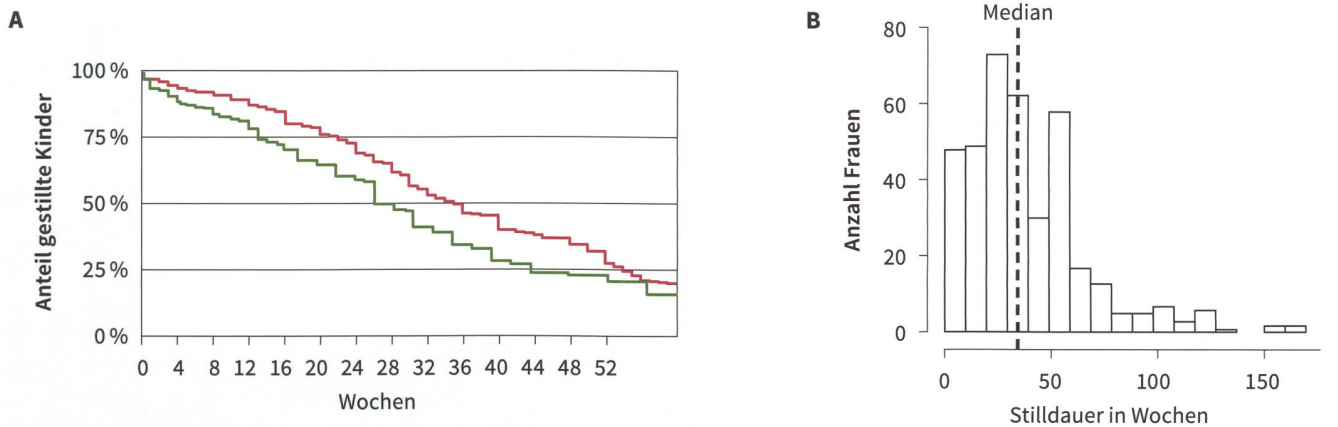 A
100 %
75 %
50 %
25 %
0 %
Anteil gestillte Kinder
0 4 8 12 16 20 24 28 32 36 40 44 48 52
Wochen
B
Median
80
60
40
20
0
Anzahl Frauen
0 50 100 150
Stilldauer in Wochen